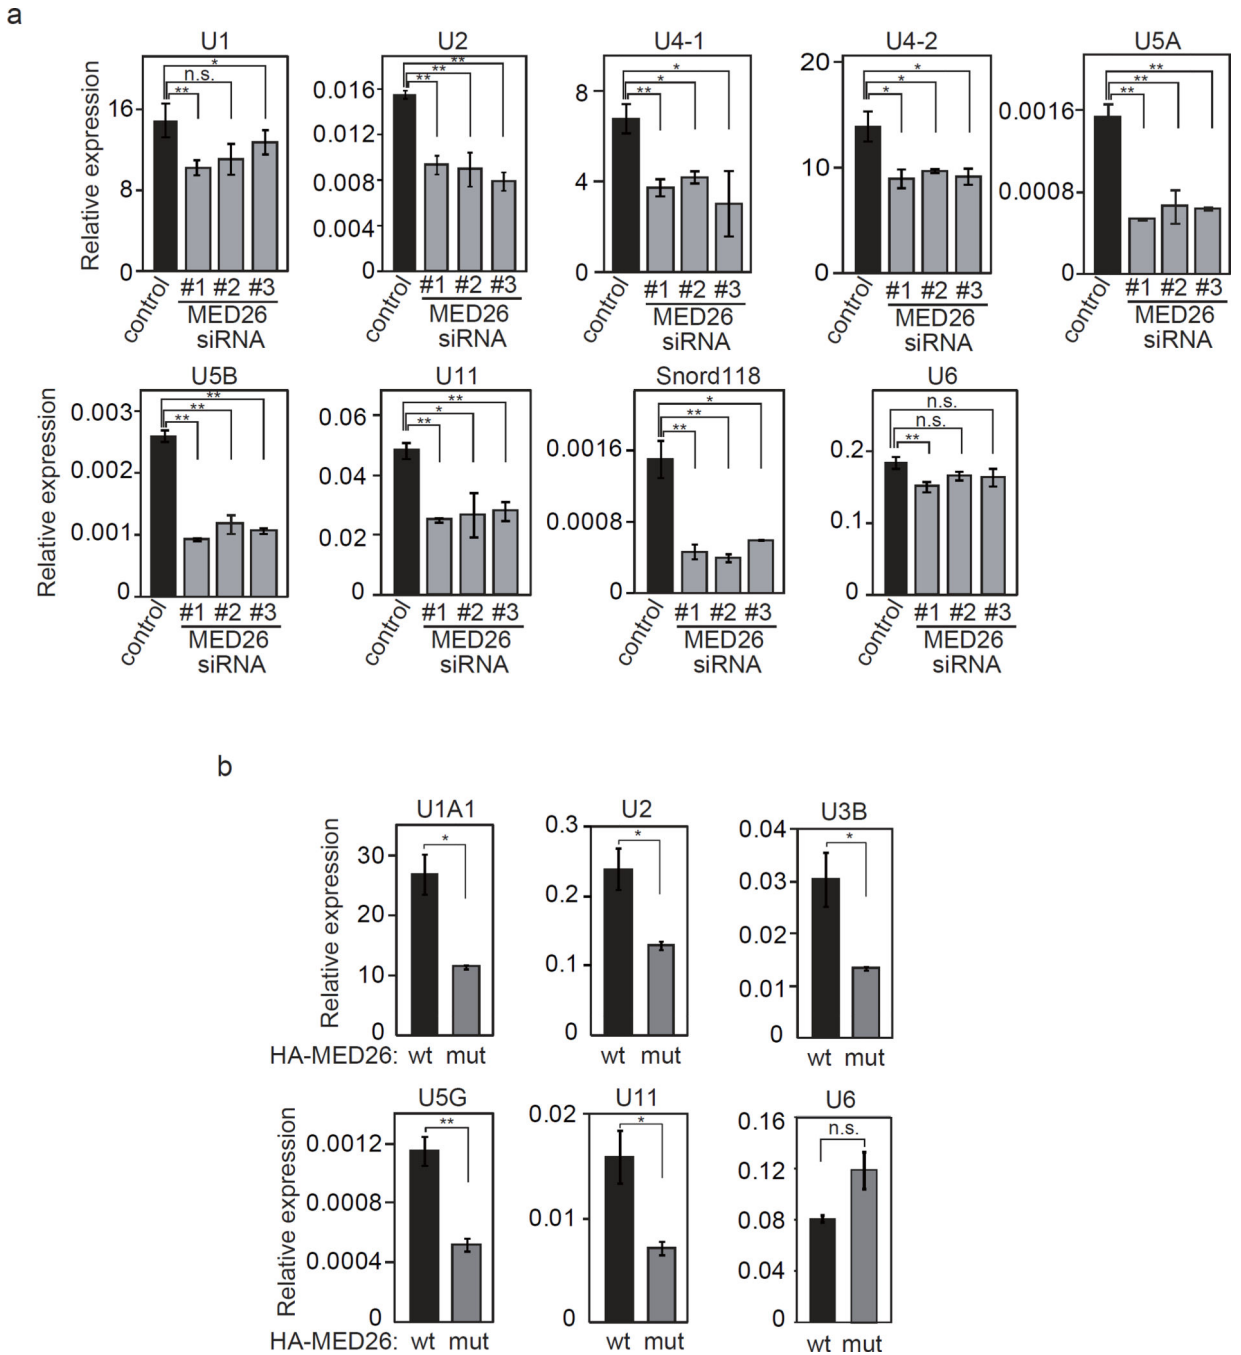 a
U1
U2
U4-1
U4-2
U5A
Relative expression
16
8
0
*
n.s.
**
control
#1 #2 #3
MED26
siRNA
0.016
0.012
0.008
0.004
0
**
**
**
control
#1 #2 #3
MED26
siRNA
8
4
0
*
*
**
control
#1 #2 #3
MED26
siRNA
20
10
0
*
*
*
control
#1 #2 #3
MED26
siRNA
0.0016
0.0008
0
**
**
**
control
#1 #2 #3
MED26
siRNA
U5B
U11
Snord118
U6
Relative expression
0.003
0.002
0.001
0
**
**
**
control
#1 #2 #3
MED26
siRNA
0.06
0.04
0.02
0
**
*
**
control
#1 #2 #3
MED26
siRNA
0.0016
0.0008
0
*
**
**
control
#1 #2 #3
MED26
siRNA
0.2
0.1
0
n.s.
n.s.
**
control
#1 #2 #3
MED26
siRNA
b
U1A1
U2
U3B
Relative expression
30
20
10
0
*
HA-MED26: wt mut
0.3
0.2
0.1
0
*
wt mut
0.04
0.03
0.02
0.01
0
*
wt mut
U5G
U11
U6
Relative expression
0.0012
0.0008
0.0004
0
**
HA-MED26: wt mut
0.02
0.01
0
*
wt mut
0.16
0.12
0.08
0.04
0
n.s.
wt mut